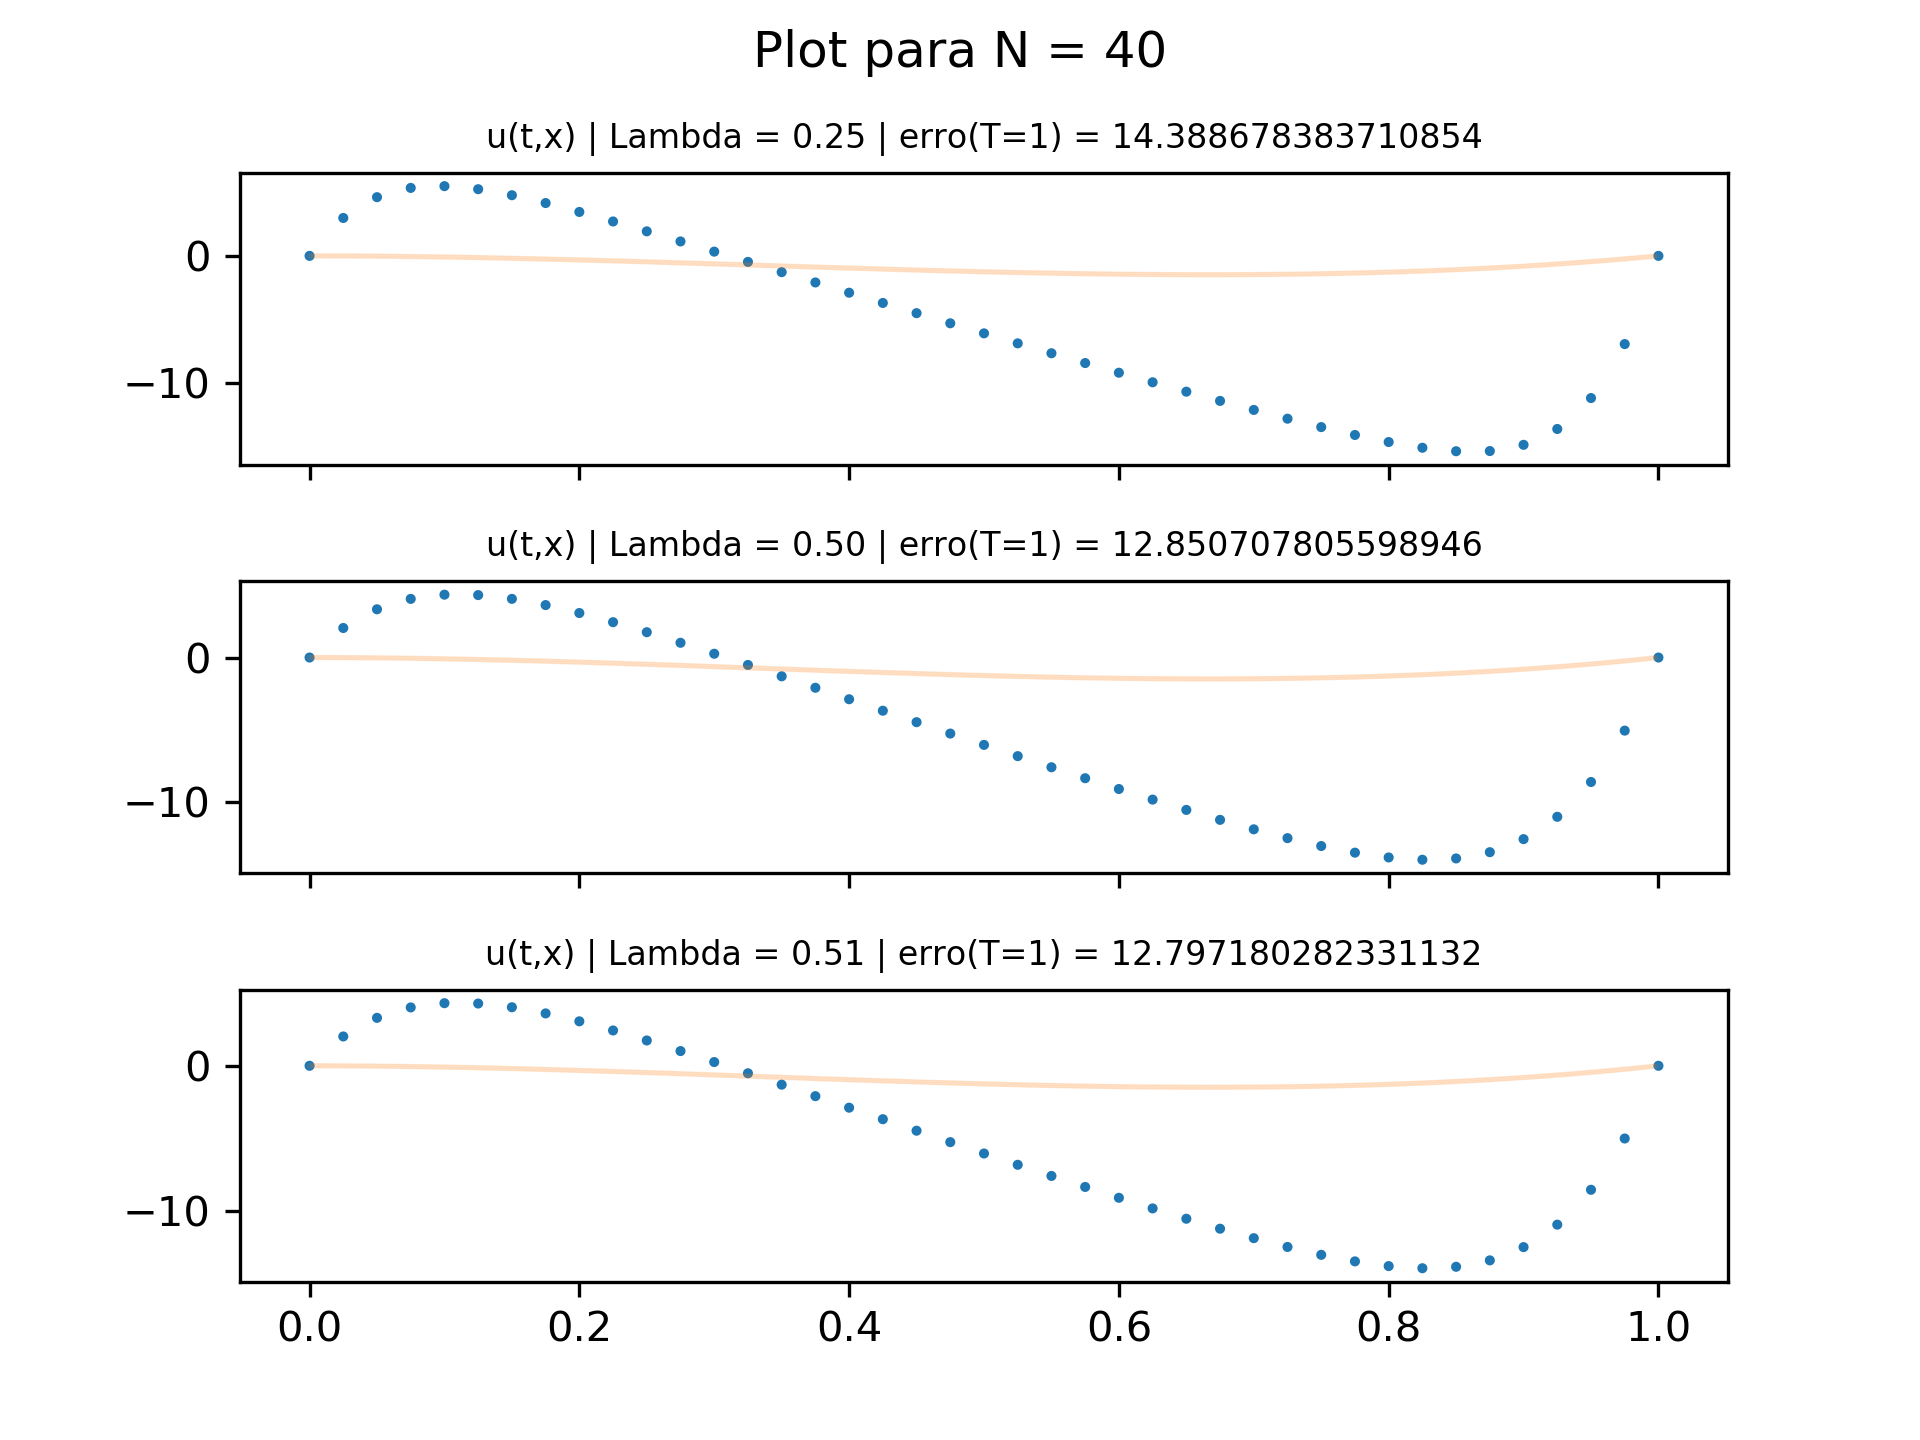 Plot para N = 40
u(t,x) | Lambda = 0.25 | erro(T=1) = 14.388678383710854
0
−10
u(t,x) | Lambda = 0.50 | erro(T=1) = 12.850707805598946
0
−10
u(t,x) | Lambda = 0.51 | erro(T=1) = 12.797180282331132
0
−10
0.0 0.2 0.4 0.6 0.8 1.0